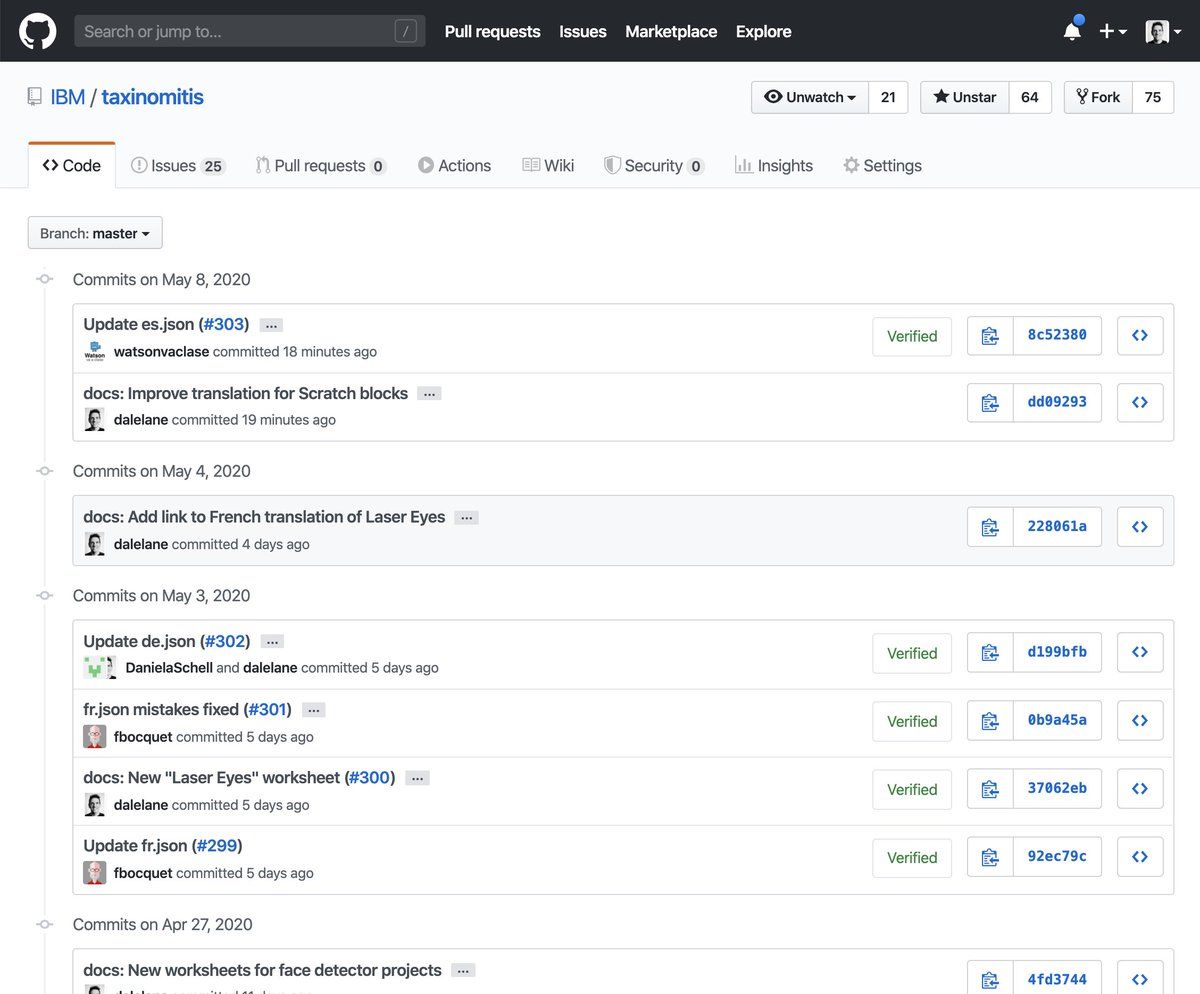 Search or jump to... / Pull requests Issues Marketplace Explore
IBM / taxinomitis Unwatch 21 Unstar 64 Fork 75
Code Issues 25 Pull requests 0 Actions Wiki Security 0 Insights Settings
Branch: master
Commits on May 8, 2020
Update es.json (#303) ...
Verified 8c52380
watsonvaclase committed 18 minutes ago
docs: Improve translation for Scratch blocks ...
dd09293
dalelane committed 19 minutes ago
Commits on May 4, 2020
docs: Add link to French translation of Laser Eyes ...
228061a
dalelane committed 4 days ago
Commits on May 3, 2020
Update de.json (#302) ...
Verified d199bfb
DanielaSchell and dalelane committed 5 days ago
fr.json mistakes fixed (#301) ...
Verified 0b9a45a
fbocquet committed 5 days ago
docs: New "Laser Eyes" worksheet (#300) ...
Verified 37062eb
dalelane committed 5 days ago
Update fr.json (#299)
Verified 92ec79c
fbocquet committed 5 days ago
Commits on Apr 27, 2020
docs: New worksheets for face detector projects ...
4fd3744